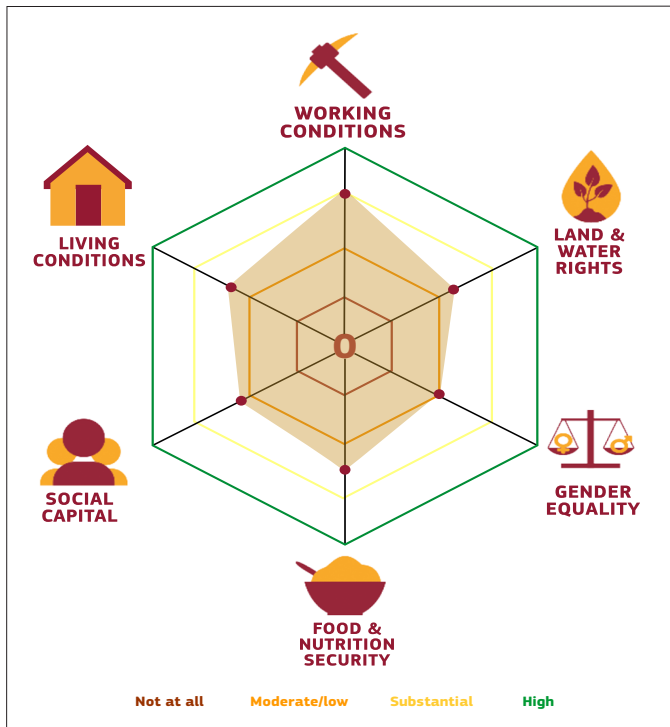 WORKING
CONDITIONS
LIVING
CONDITIONS
LAND &
WATER
RIGHTS
0
SOCIAL
CAPITAL
GENDER
EQUALITY
FOOD &
NUTRITION
SECURITY
Not at all
Moderate/low
Substantial
High